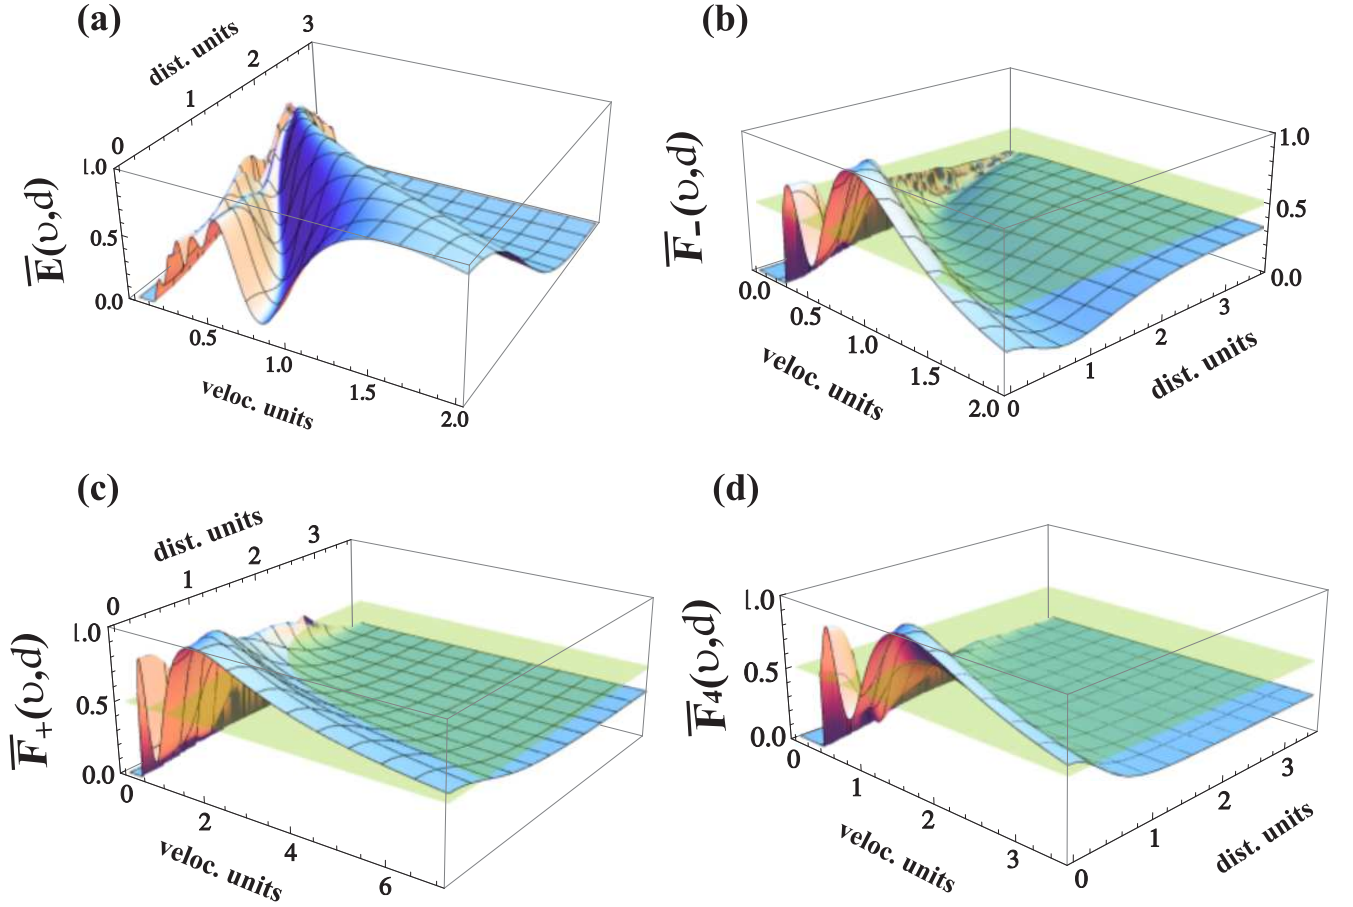 (a)
dist. units
0
1
2
3
E̅(υ,d)
1.0
0.5
0.0
0.5
1.0
1.5
2.0
veloc. units
(b)
F̅₋(υ,d)
1.0
0.5
0.0
0.0
0.5
1.0
1.5
2.0
veloc. units
0
1
2
3
dist. units
(c)
dist. units
0
1
2
3
F̅₊(υ,d)
1.0
0.5
0.0
0
2
4
6
veloc. units
(d)
F̅₄(υ,d)
1.0
0.5
0.0
0
1
2
3
veloc. units
0
1
2
3
dist. units